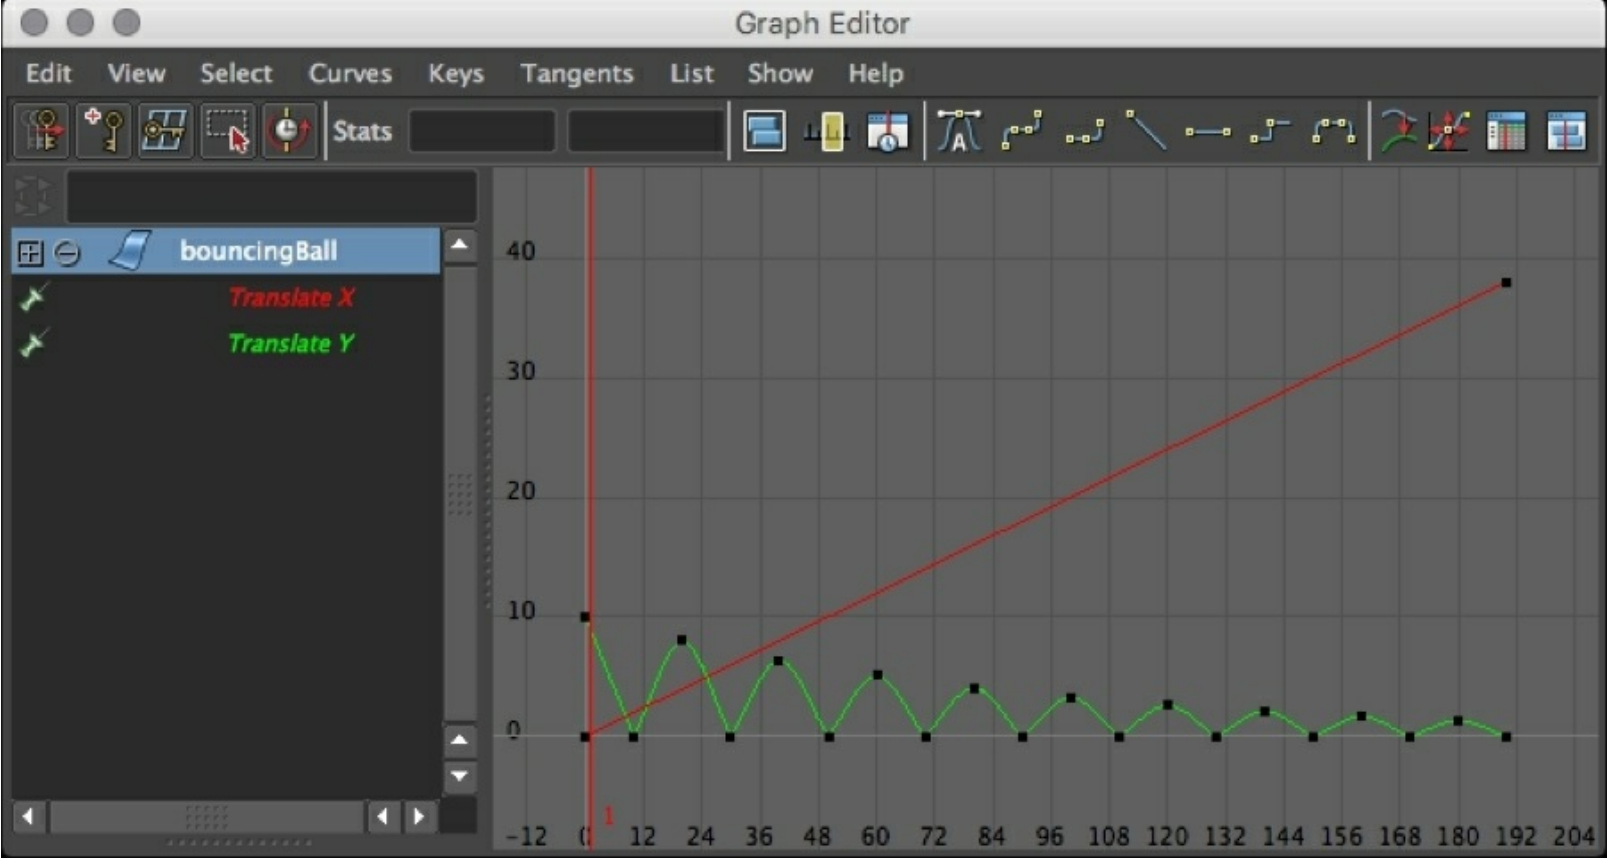 Graph Editor
Edit View Select Curves Keys Tangents List Show Help
Stats
A
bouncingBall
Translate X
Translate Y
40
30
20
10
0
1
-12 0 12 24 36 48 60 72 84 96 108 120 132 144 156 168 180 192 204